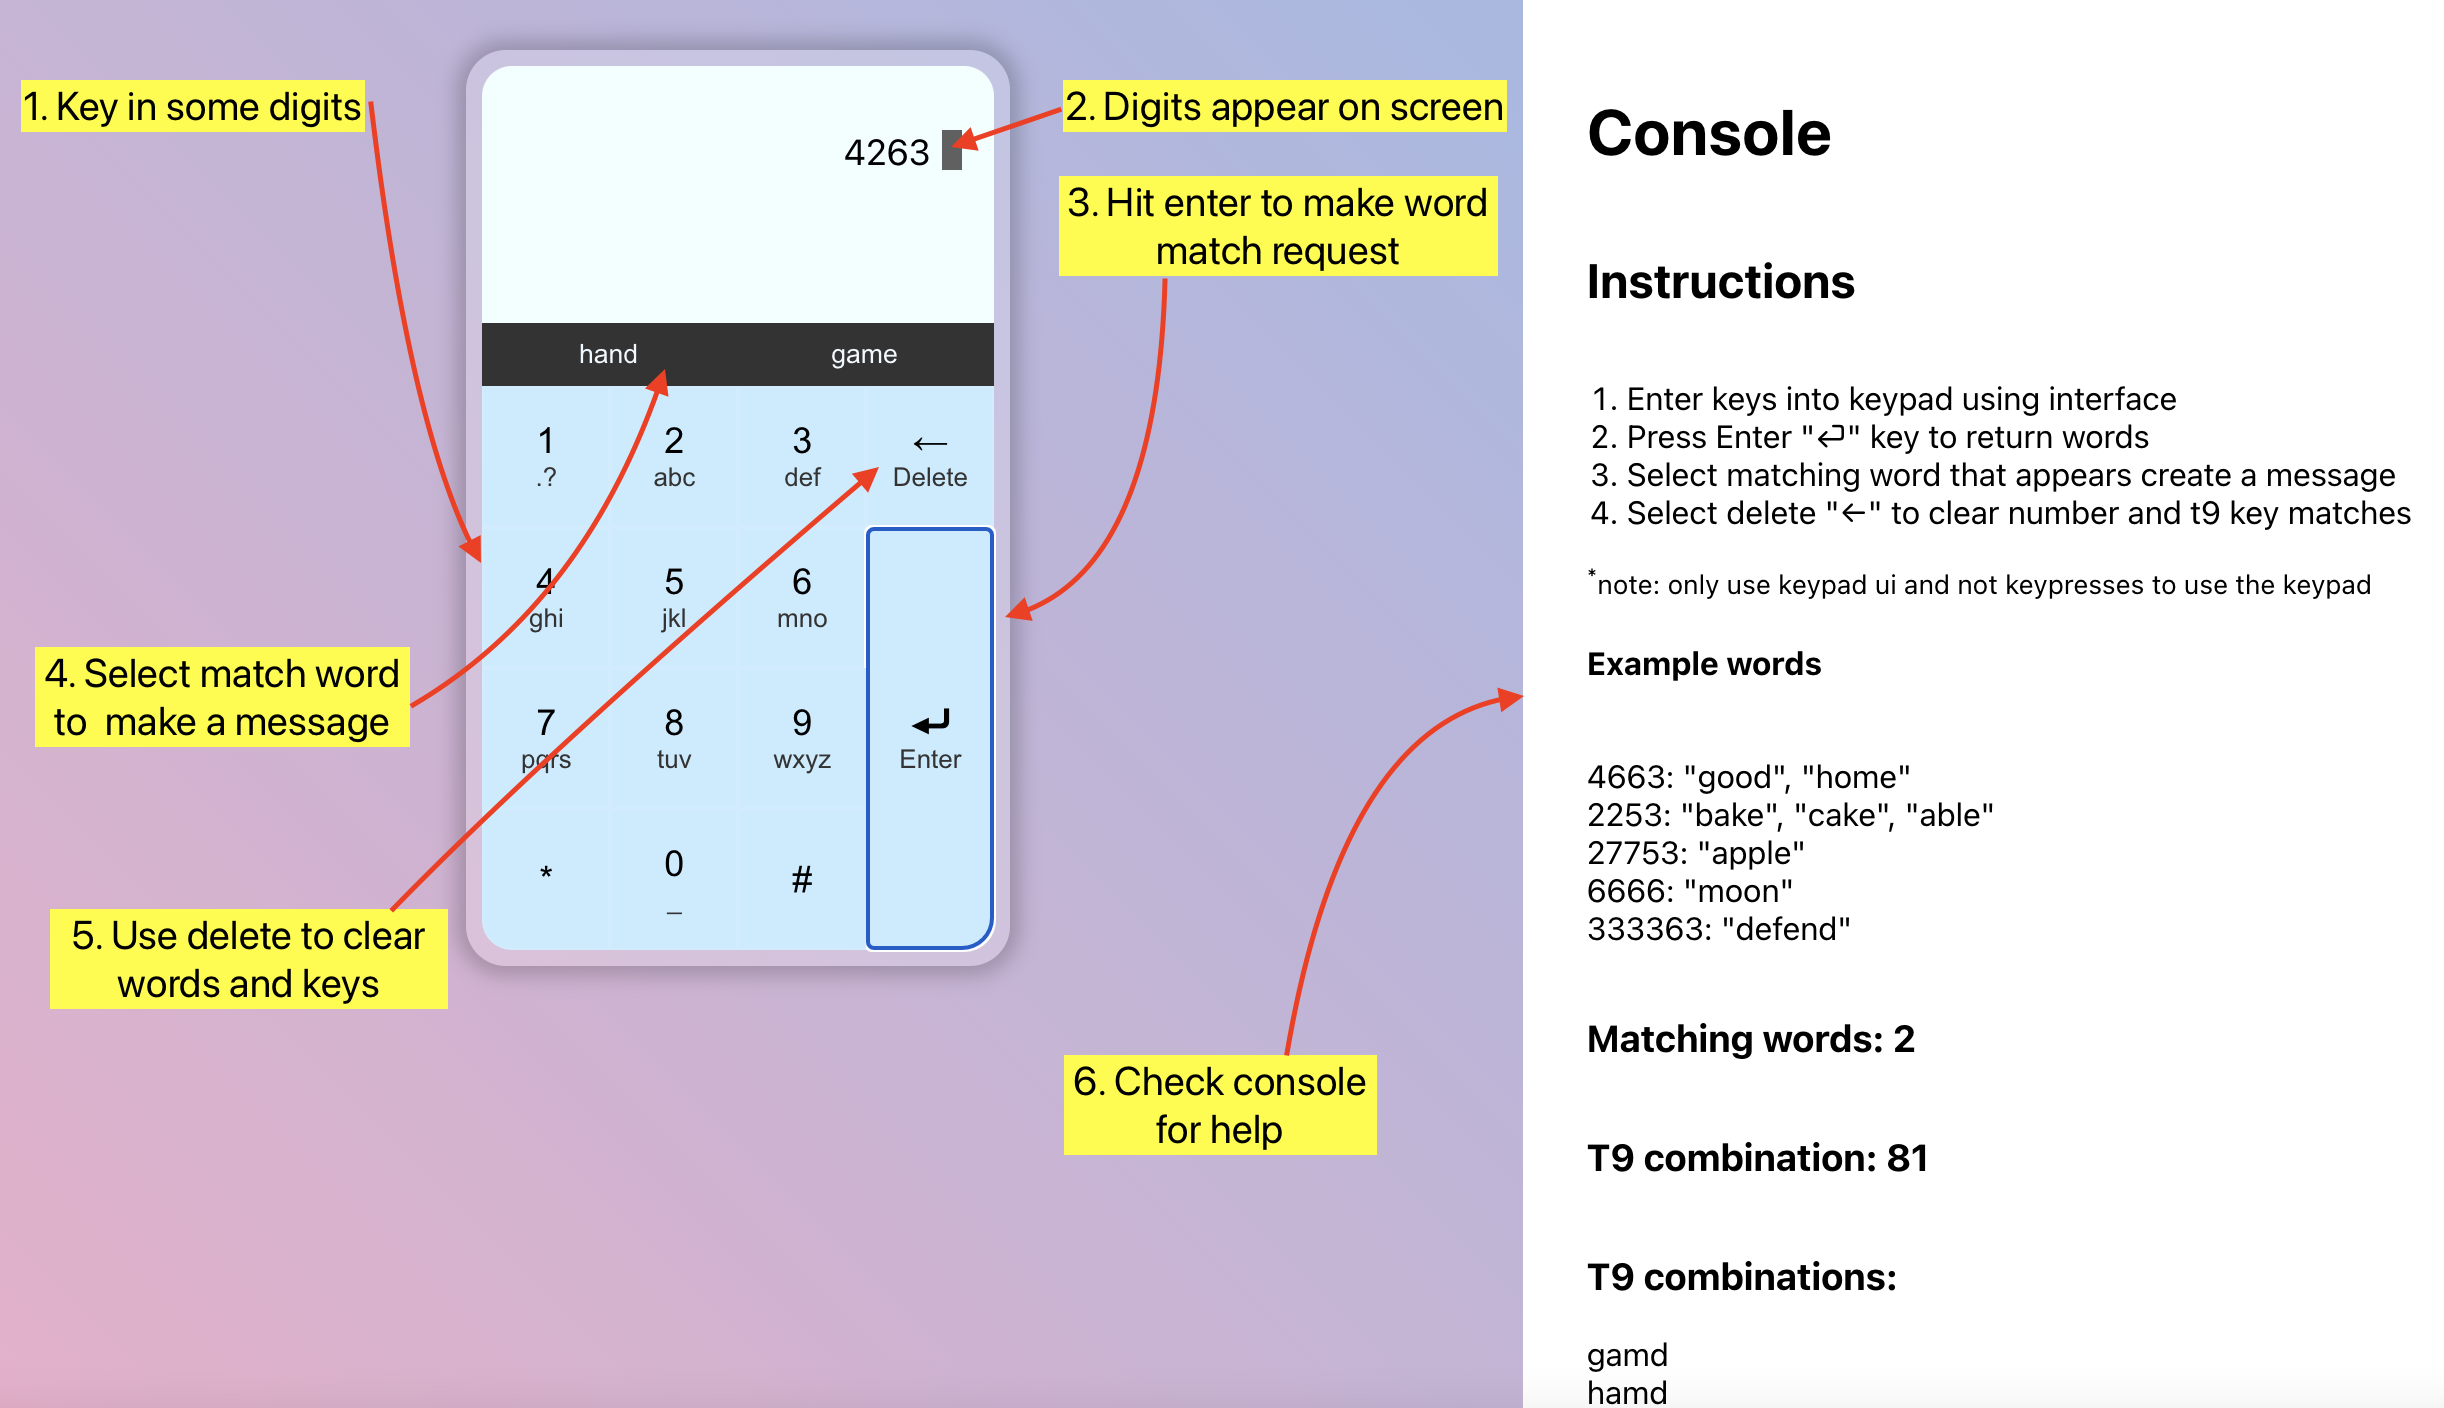 1. Key in some digits
2. Digits appear on screen
4263
3. Hit enter to make word
match request
hand game
1 2 3 ←
.? abc def Delete
4 5 6
ghi jkl mno
4. Select match word
to  make a message
7 8 9 ↵
pqrs tuv wxyz Enter
* 0 #
_
5. Use delete to clear
words and keys
6. Check console
for help
Console
Instructions
1. Enter keys into keypad using interface
2. Press Enter "↵" key to return words
3. Select matching word that appears create a message
4. Select delete "←" to clear number and t9 key matches
*note: only use keypad ui and not keypresses to use the keypad
Example words
4663: "good", "home"
2253: "bake", "cake", "able"
27753: "apple"
6666: "moon"
333363: "defend"
Matching words: 2
T9 combination: 81
T9 combinations:
gamd
hamd